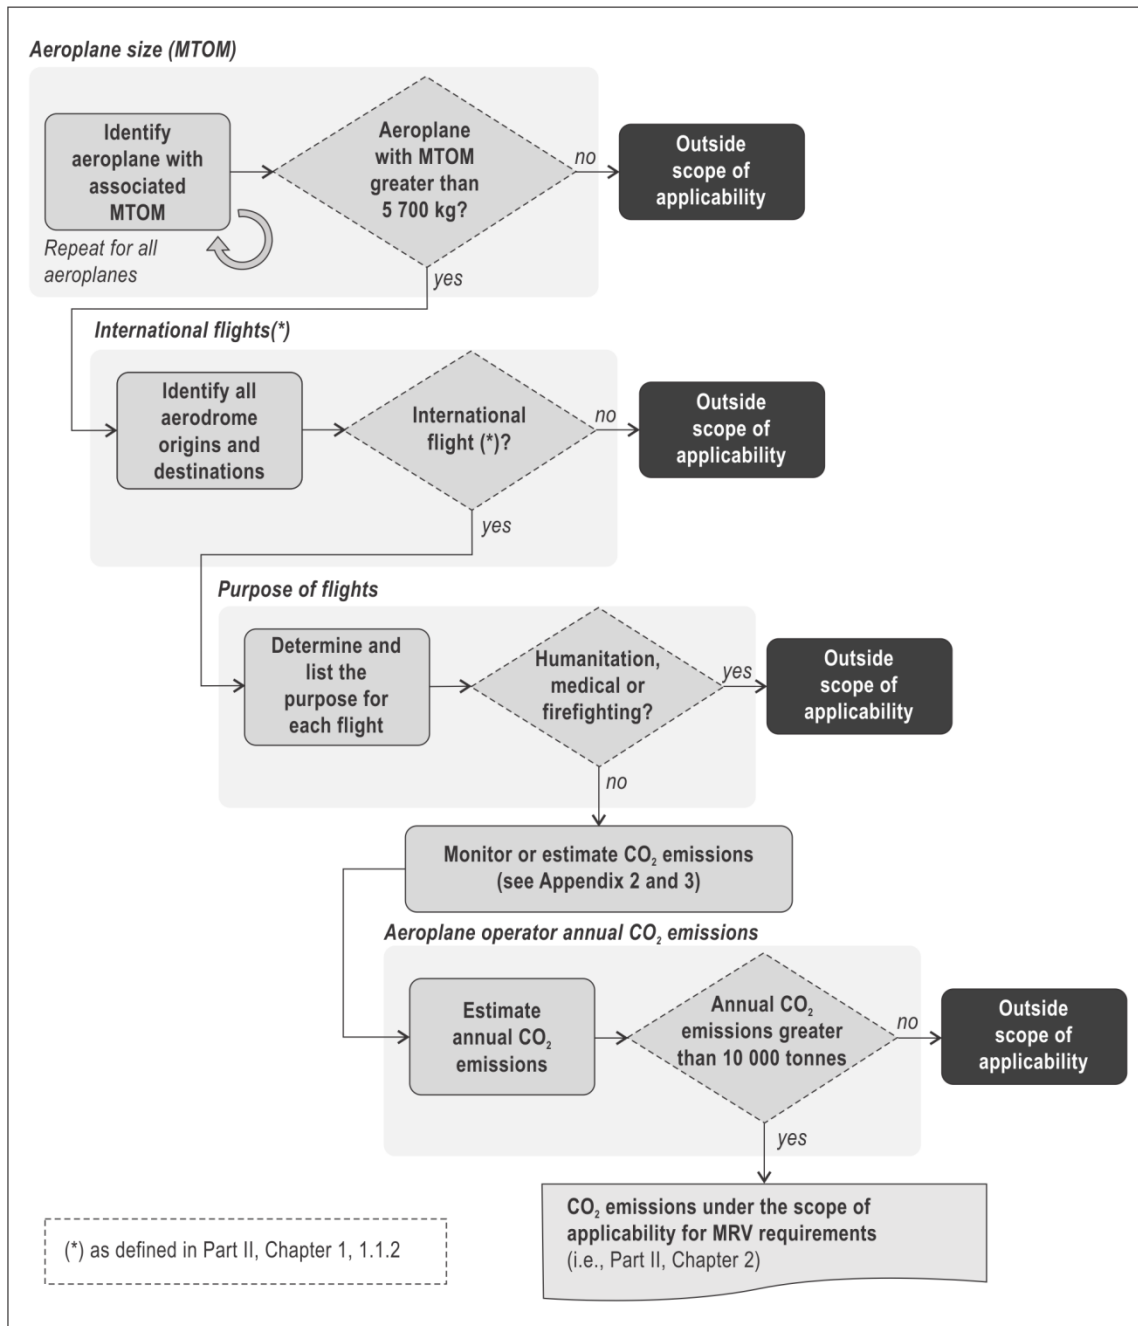 Aeroplane size (MTOM)
Identify
aeroplane with
associated
MTOM
Repeat for all
aeroplanes
Aeroplane
with MTOM
greater than
5 700 kg?
no
Outside
scope of
applicability
yes
International flights(*)
Identify all
aerodrome
origins and
destinations
International
flight (*)?
no
Outside
scope of
applicability
yes
Purpose of flights
Determine and
list the
purpose for
each flight
Humanitation,
medical or
firefighting?
yes
Outside
scope of
applicability
no
Monitor or estimate CO₂ emissions
(see Appendix 2 and 3)
Aeroplane operator annual CO₂ emissions
Estimate
annual CO₂
emissions
Annual CO₂
emissions greater
than 10 000 tonnes
no
Outside
scope of
applicability
yes
CO₂ emissions under the scope of
applicability for MRV requirements
(i.e., Part II, Chapter 2)
(*) as defined in Part II, Chapter 1, 1.1.2